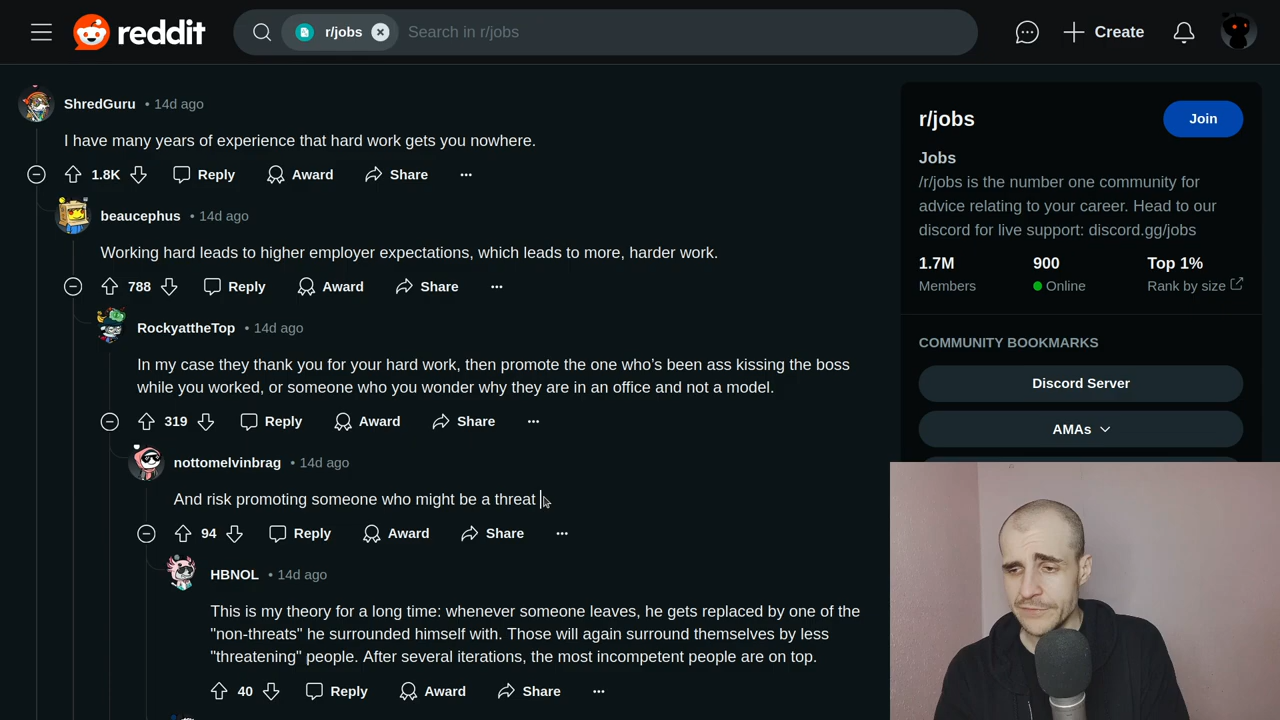 reddit
r/jobs
Search in r/jobs
Create
ShredGuru • 14d ago
I have many years of experience that hard work gets you nowhere.
1.8K Reply Award Share
beaucephus • 14d ago
Working hard leads to higher employer expectations, which leads to more, harder work.
788 Reply Award Share
RockyattheTop • 14d ago
In my case they thank you for your hard work, then promote the one who’s been ass kissing the boss
while you worked, or someone who you wonder why they are in an office and not a model.
319 Reply Award Share
nottomelvinbrag • 14d ago
And risk promoting someone who might be a threat
94 Reply Award Share
HBNOL • 14d ago
This is my theory for a long time: whenever someone leaves, he gets replaced by one of the
"non-threats" he surrounded himself with. Those will again surround themselves by less
"threatening" people. After several iterations, the most incompetent people are on top.
40 Reply Award Share
r/jobs
Join
Jobs
/r/jobs is the number one community for
advice relating to your career. Head to our
discord for live support: discord.gg/jobs
1.7M 900 Top 1%
Members Online Rank by size
COMMUNITY BOOKMARKS
Discord Server
AMAs